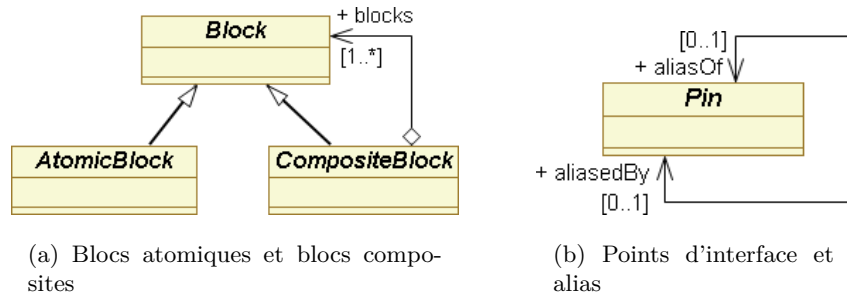 + blocks
Block
[1..*]
AtomicBlock
CompositeBlock
(a) Blocs atomiques et blocs compo-
sites
[0..1]
+ aliasOf
Pin
+ aliasedBy
[0..1]
(b) Points d'interface et
alias